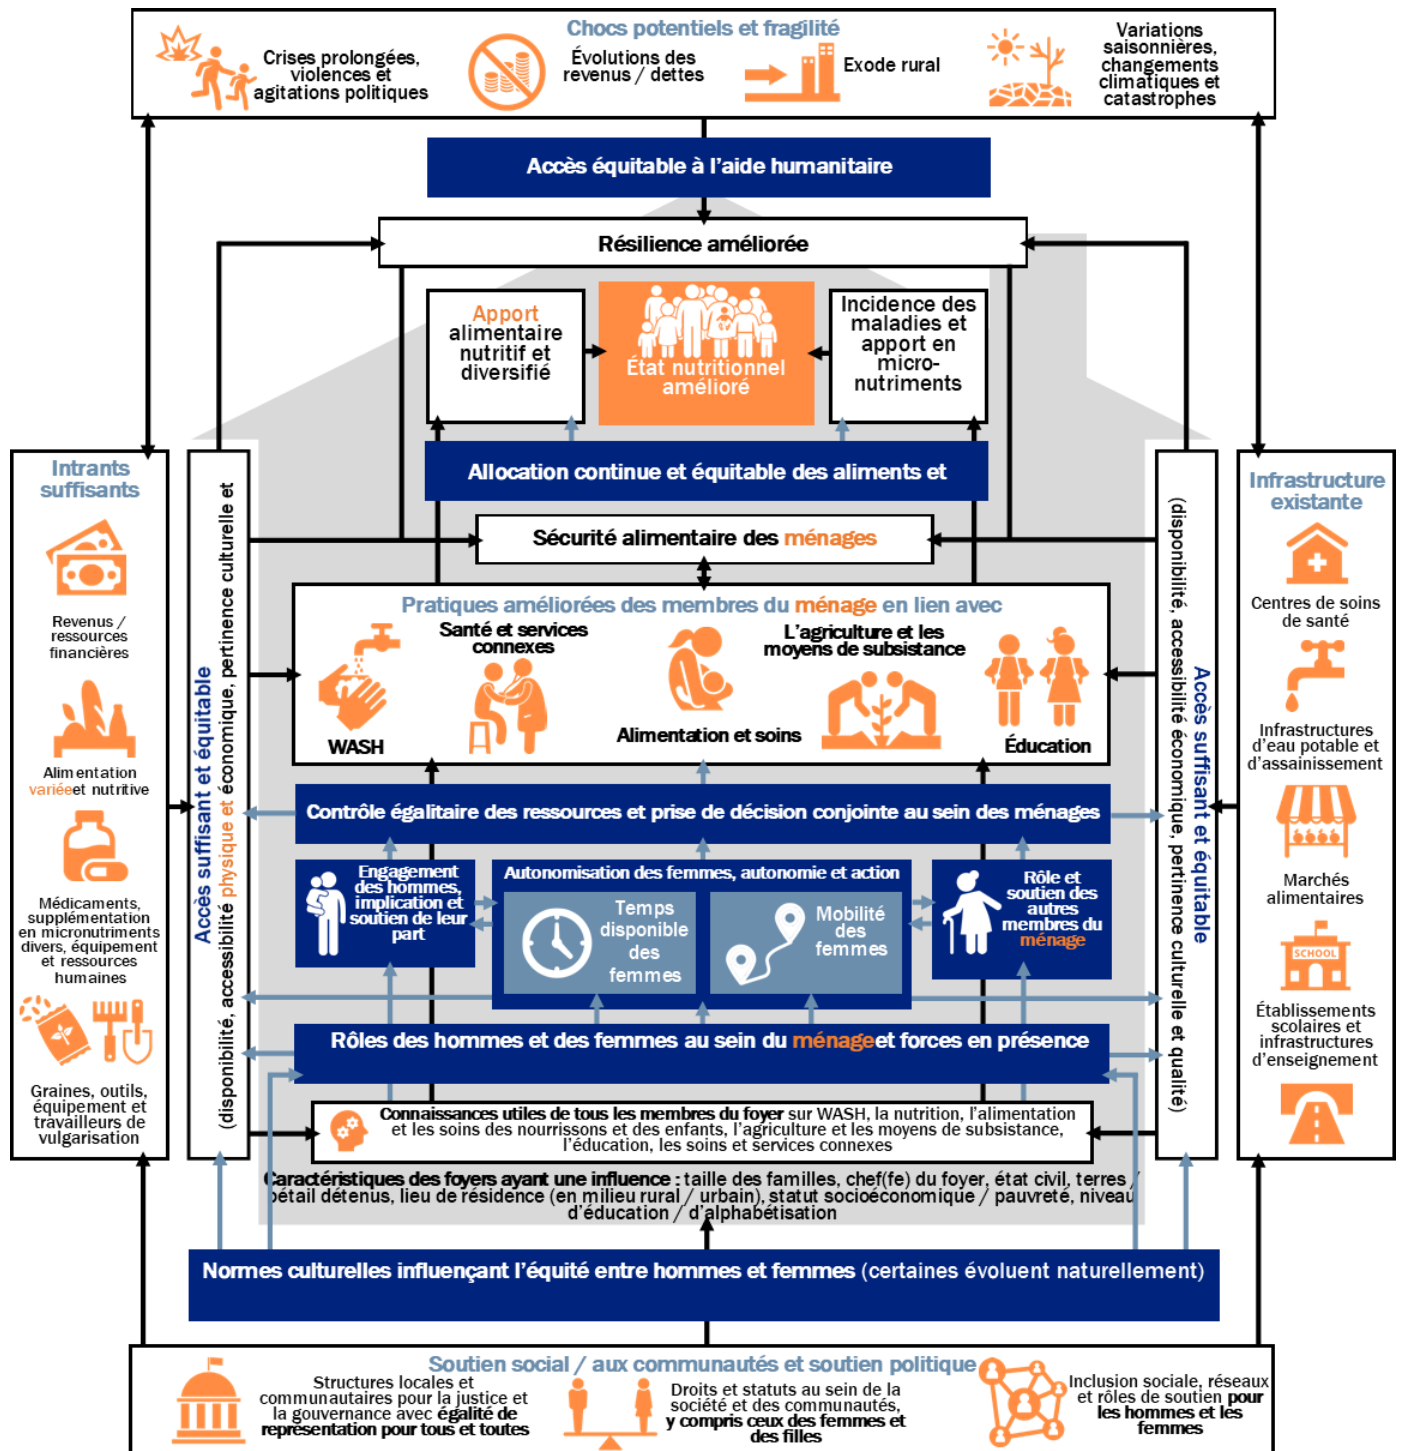 Chocs potentiels et fragilité
Crises prolongées,
violences et
agitations politiques
Évolutions des
revenus / dettes
Exode rural
Variations
saisonnières,
changements
climatiques et
catastrophes
Accès équitable à l'aide humanitaire
Résilience améliorée
Apport
alimentaire
nutritif et
diversifié
État nutritionnel
amélioré
Incidence des
maladies et
apport en
micro-
nutriments
Allocation continue et équitable des aliments et
Sécurité alimentaire des ménages
Pratiques améliorées des membres du ménage en lien avec
WASH
Santé et services
connexes
Alimentation et soins
L'agriculture et les
moyens de subsistance
Éducation
Intrants
suffisants
Revenus /
ressources
financières
Alimentation
variéeet nutritive
Médicaments,
supplémentation
en micronutriments
divers, équipement
et ressources
humaines
Graines, outils,
équipement et
travailleurs de
vulgarisation
Accès suffisant et équitable
(disponibilité, accessibilité physique et économique, pertinence culturelle et
Contrôle égalitaire des ressources et prise de décision conjointe au sein des ménages
Engagement
des hommes,
implication et
soutien de leur
part
Autonomisation des femmes, autonomie et action
Temps
disponible
des
femmes
Mobilité
des
femmes
Rôle et
soutien des
autres
membres du
ménage
Rôles des hommes et des femmes au sein du ménageet forces en présence
Connaissances utiles de tous les membres du foyer sur WASH, la nutrition, l'alimentation
et les soins des nourrissons et des enfants, l'agriculture et les moyens de subsistance,
l'éducation, les soins et services connexes
Caractéristiques des foyers ayant une influence : taille des familles, chef(fe) du foyer, état civil, terres /
bétail détenus, lieu de résidence (en milieu rural / urbain), statut socioéconomique / pauvreté, niveau
d'éducation / d'alphabétisation
Accès suffisant et équitable
(disponibilité, accessibilité économique, pertinence culturelle et qualité)
Infrastructure
existante
Centres de soins
de santé
Infrastructures
d'eau potable et
d'assainissement
Marchés
alimentaires
SCHOOL
Établissements
scolaires et
infrastructures
d'enseignement
Normes culturelles influençant l'équité entre hommes et femmes (certaines évoluent naturellement)
Soutien social / aux communautés et soutien politique
Structures locales et
communautaires pour la justice et
la gouvernance avec égalité de
représentation pour tous et toutes
Droits et statuts au sein de la
société et des communautés,
y compris ceux des femmes et
des filles
Inclusion sociale, réseaux
et rôles de soutien pour
les hommes et les
femmes